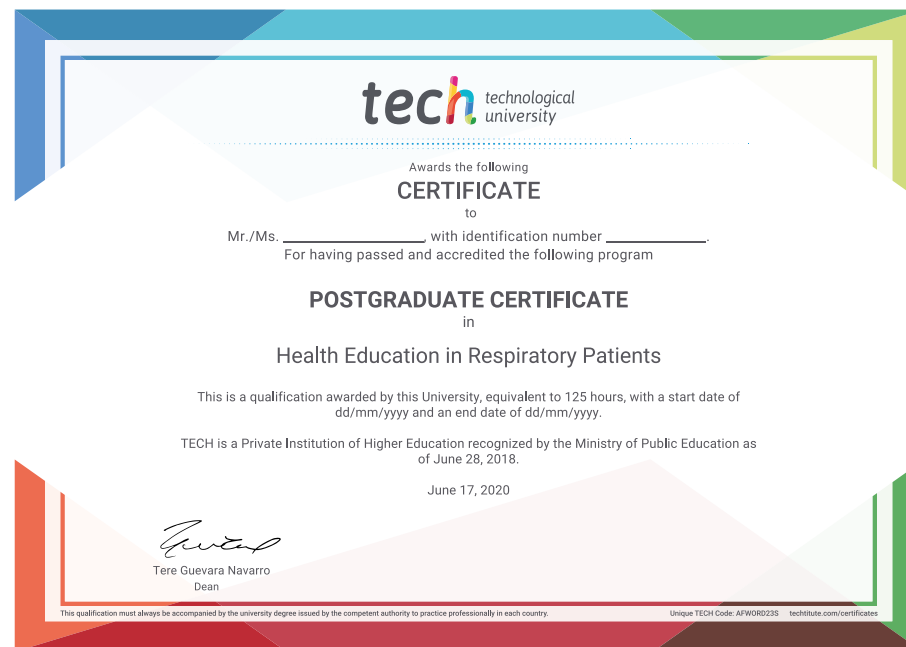 tech technological
university
Awards the following
CERTIFICATE
to
Mr./Ms. ____________________, with identification number ______________.
For having passed and accredited the following program
POSTGRADUATE CERTIFICATE
in
Health Education in Respiratory Patients
This is a qualification awarded by this University, equivalent to 125 hours, with a start date of
dd/mm/yyyy and an end date of dd/mm/yyyy.
TECH is a Private Institution of Higher Education recognized by the Ministry of Public Education as
of June 28, 2018.
June 17, 2020
Tere Guevara Navarro
Dean
This qualification must always be accompanied by the university degree issued by the competent authority to practice professionally in each country. Unique TECH Code: AFWORD23S techtitute.com/certificates